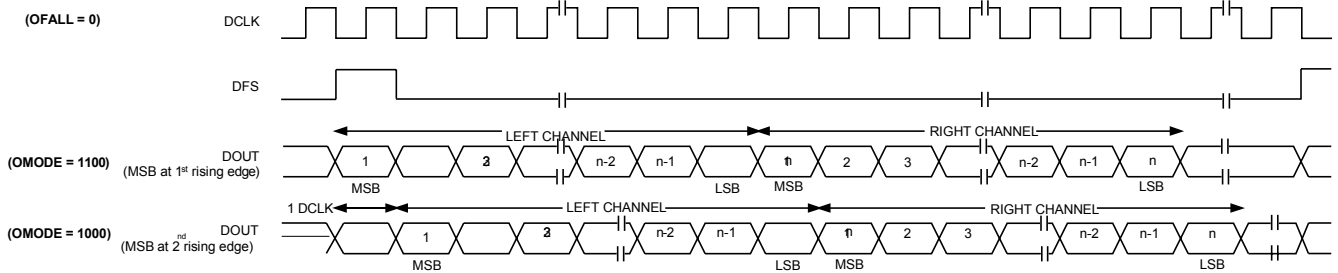 (OFALL = 0) DCLK
DFS
LEFT CHANNEL RIGHT CHANNEL
(OMODE = 1100) DOUT 1 n-2 n-1 2 3 n-2 n-1 n
(MSB at 1st rising edge)
MSB LSB MSB LSB
1 DCLK LEFT CHANNEL RIGHT CHANNEL
(OMODE = 1000) DOUT 1 n-2 n-1 2 3 n-2 n-1 n
(MSB at 2nd rising edge)
MSB LSB MSB LSB